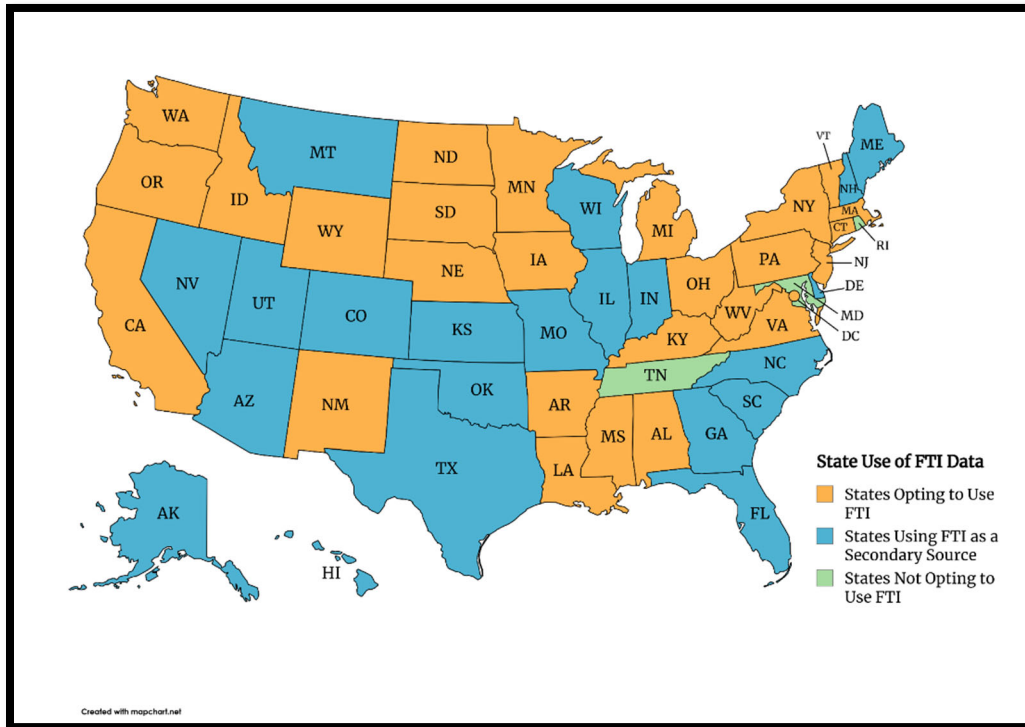 WA
MT
ND
MN
OR
ID
SD
WI
WY
MI
NY
VT
NH
ME
MA
CT
RI
NJ
PA
NE
IA
OH
IL
IN
DE
MD
DC
WV
VA
NV
UT
CO
KS
MO
KY
CA
TN
NC
AZ
NM
OK
AR
SC
MS
AL
GA
TX
LA
FL
AK
HI
State Use of FTI Data
States Opting to Use
FTI
States Using FTI as a
Secondary Source
States Not Opting to
Use FTI
Created with mapchart.net